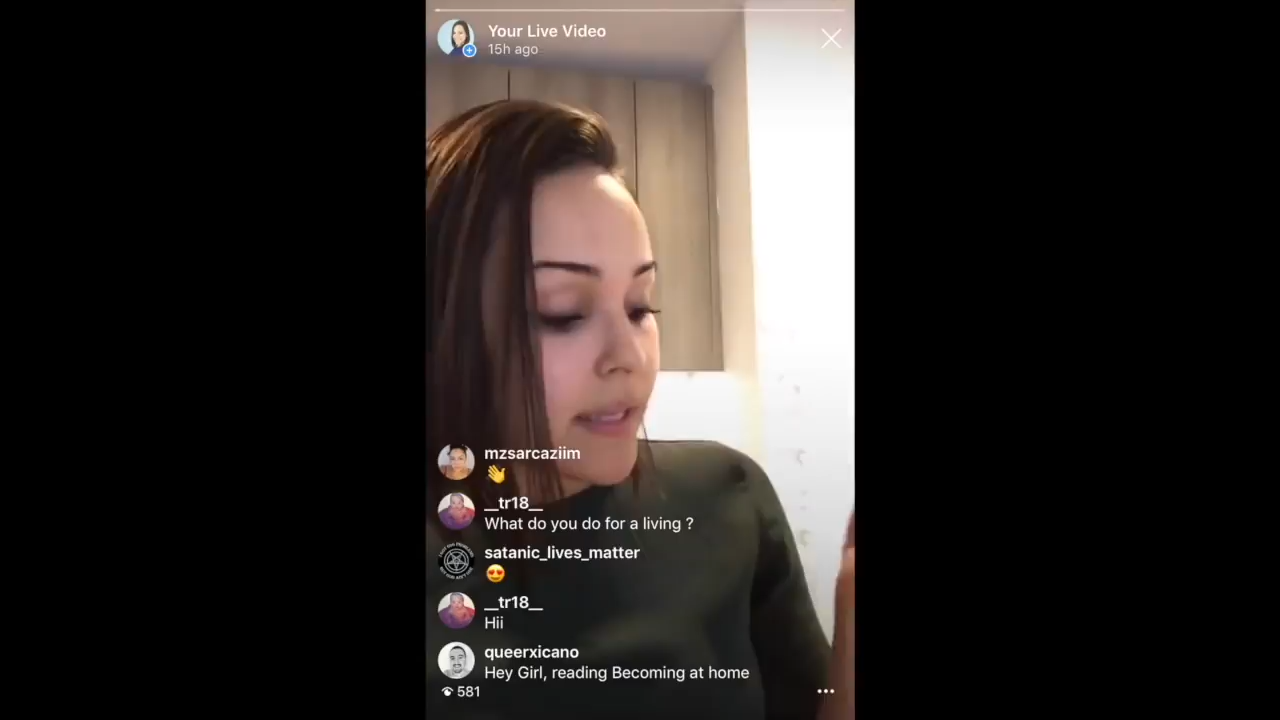 Your Live Video
15h ago
mzsarcaziim
👋
__tr18__
What do you do for a living ?
satanic_lives_matter
😍
__tr18__
Hii
queerxicano
Hey Girl, reading Becoming at home
581